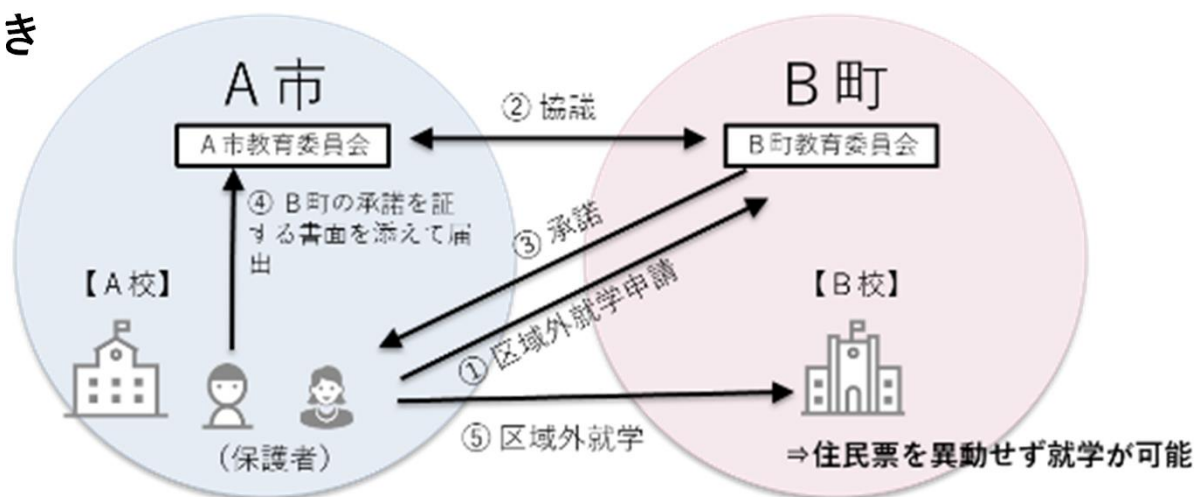 き
A市
A市教育委員会
② 協議
B町
B町教育委員会
④ B町の承諾を証
する書面を添えて届
出
③ 承諾
① 区域外就学申請
【A校】
【B校】
(保護者)
⑤ 区域外就学
⇒住民票を異動せず就学が可能